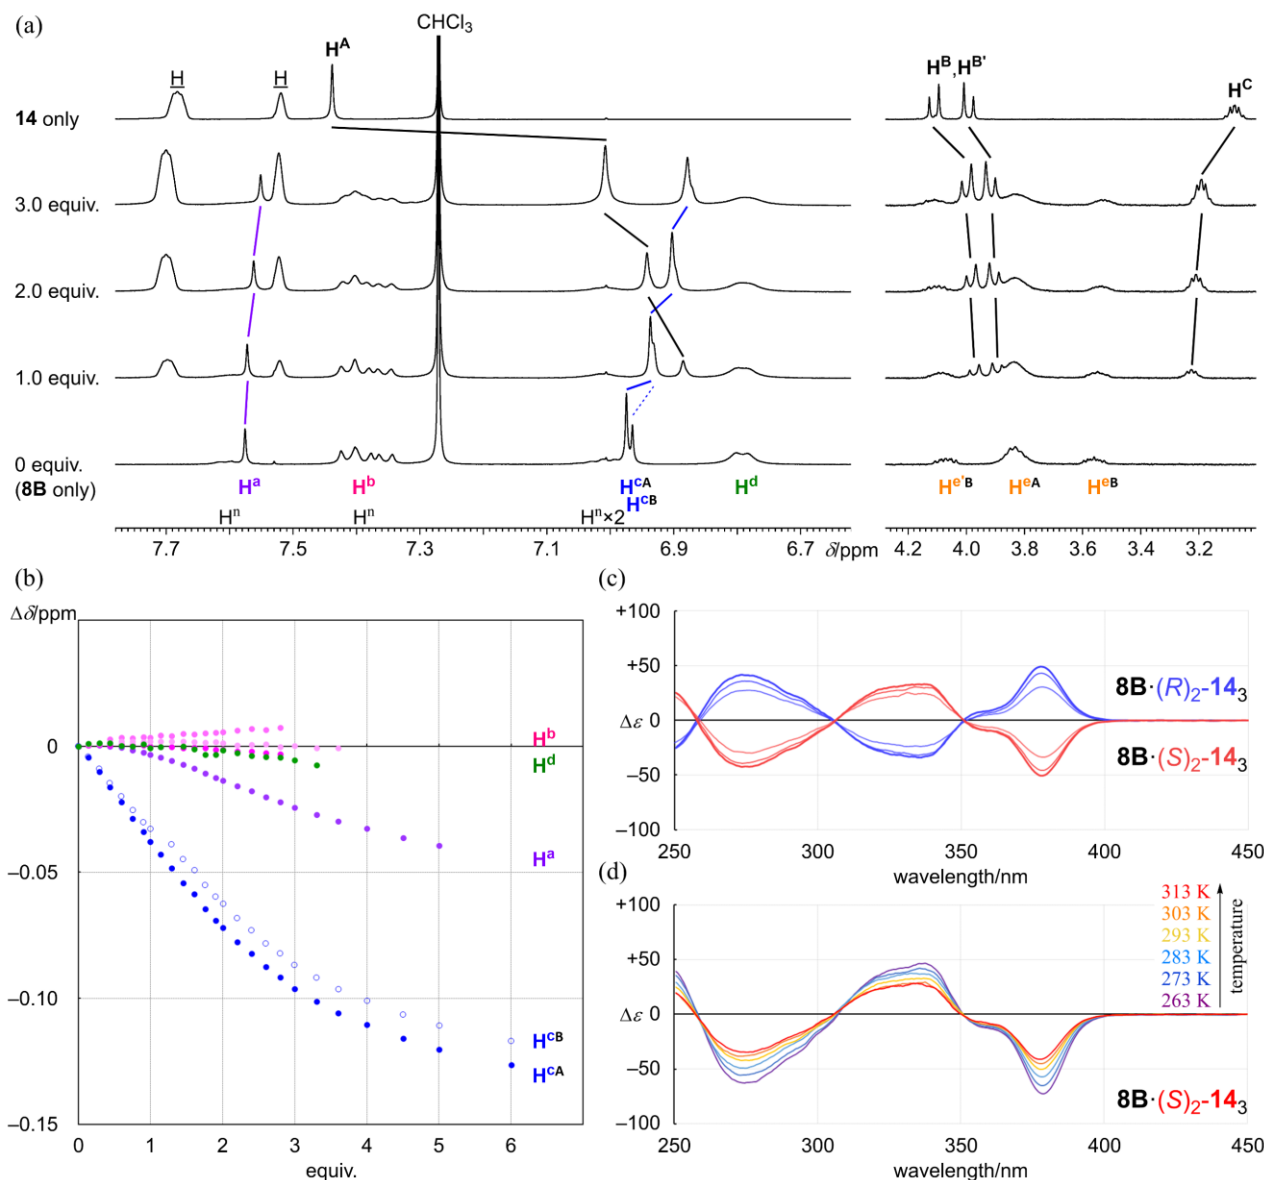 (a)
CHCl3
H^A
H H
H^B, H^B'
H^C
14 only
3.0 equiv.
2.0 equiv.
1.0 equiv.
0 equiv.
(8B only)
H^a H^b H^cA H^d H^e'B H^eA H^eB
H^cB
H^n H^n H^n×2
7.7 7.5 7.3 7.1 6.9 6.7 δ/ppm 4.2 4.0 3.8 3.6 3.4 3.2
(b)
Δδ/ppm
0
–0.05
–0.10
–0.15
H^b
H^d
H^a
H^cB
H^cA
0 1 2 3 4 5 6
equiv.
(c)
+100
+50
Δε 0
–50
–100
8B·(R)2-143
8B·(S)2-143
250 300 350 400 450
wavelength/nm
(d)
+100
+50
Δε 0
–50
–100
313 K
303 K
293 K
283 K
273 K
263 K
temperature
8B·(S)2-143
250 300 350 400 450
wavelength/nm